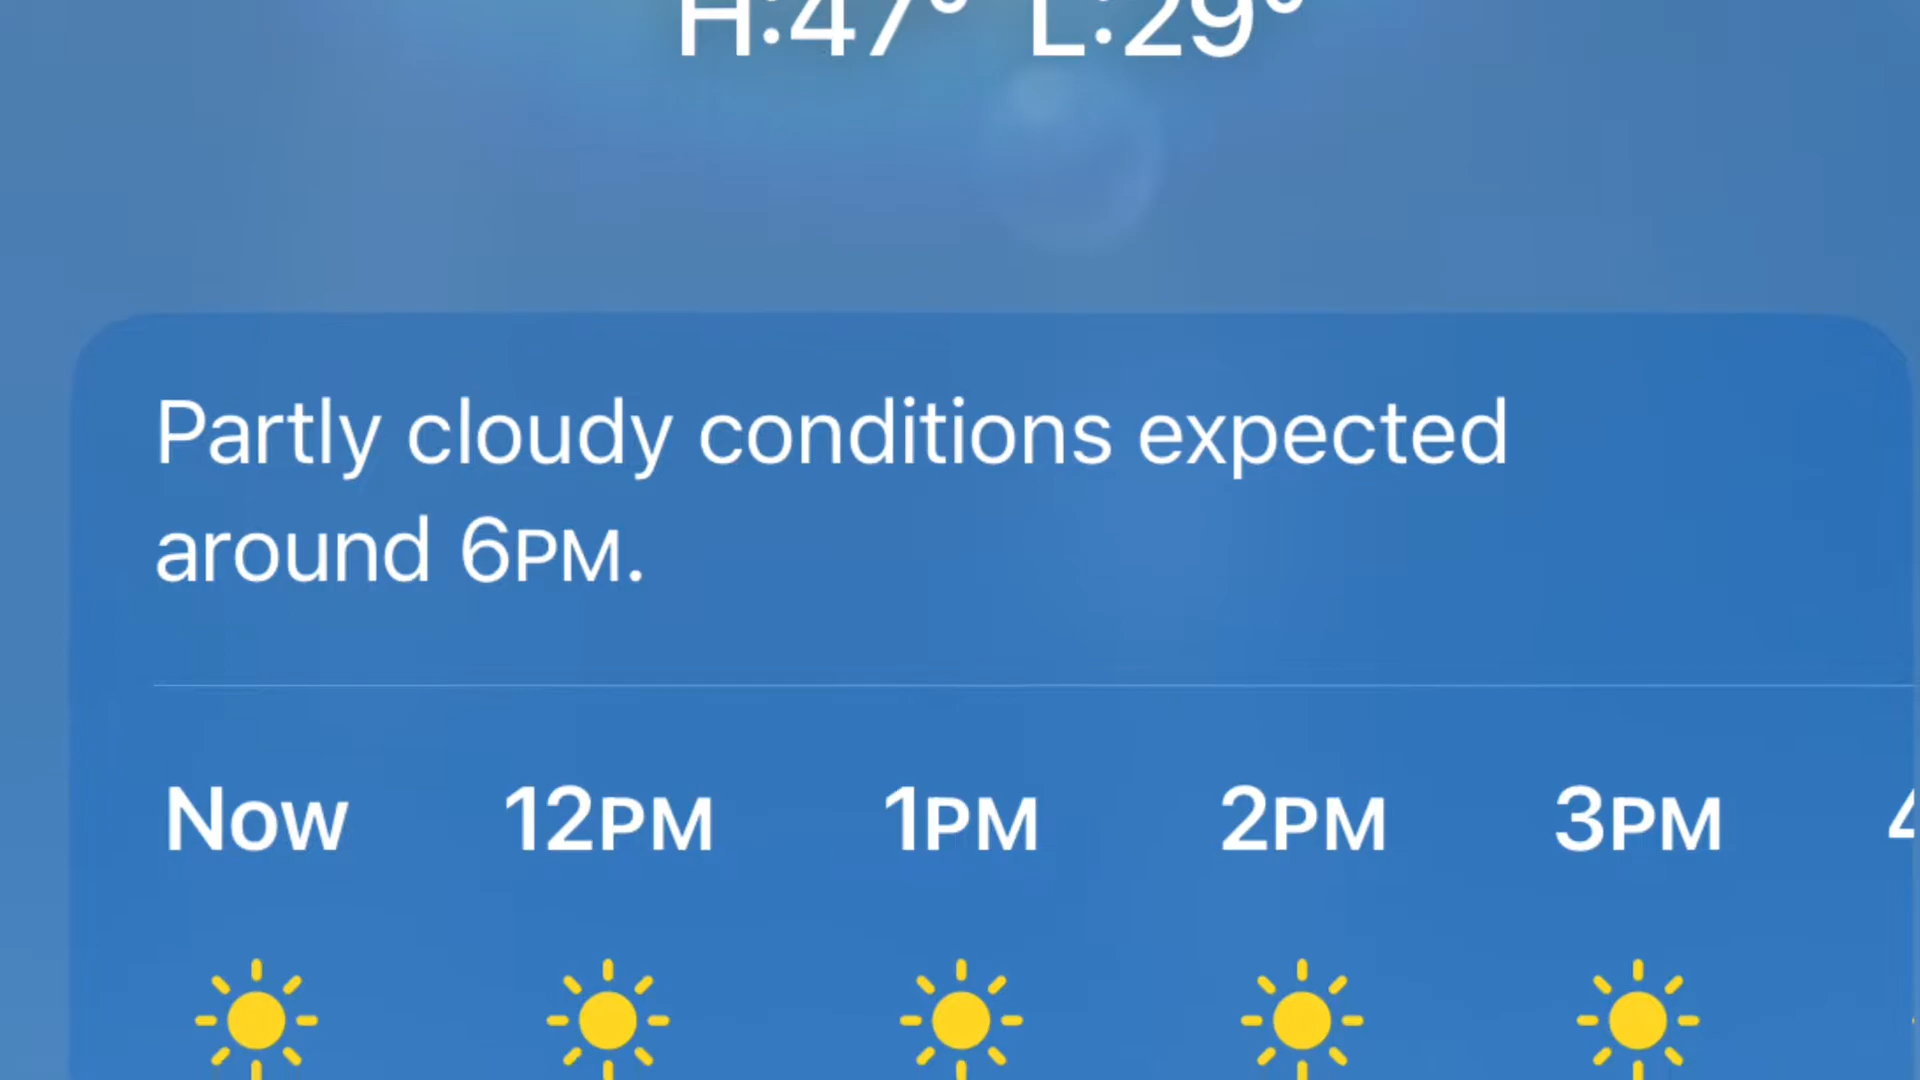 H:47° L:29°
Partly cloudy conditions expected
around 6PM.
Now 12PM 1PM 2PM 3PM